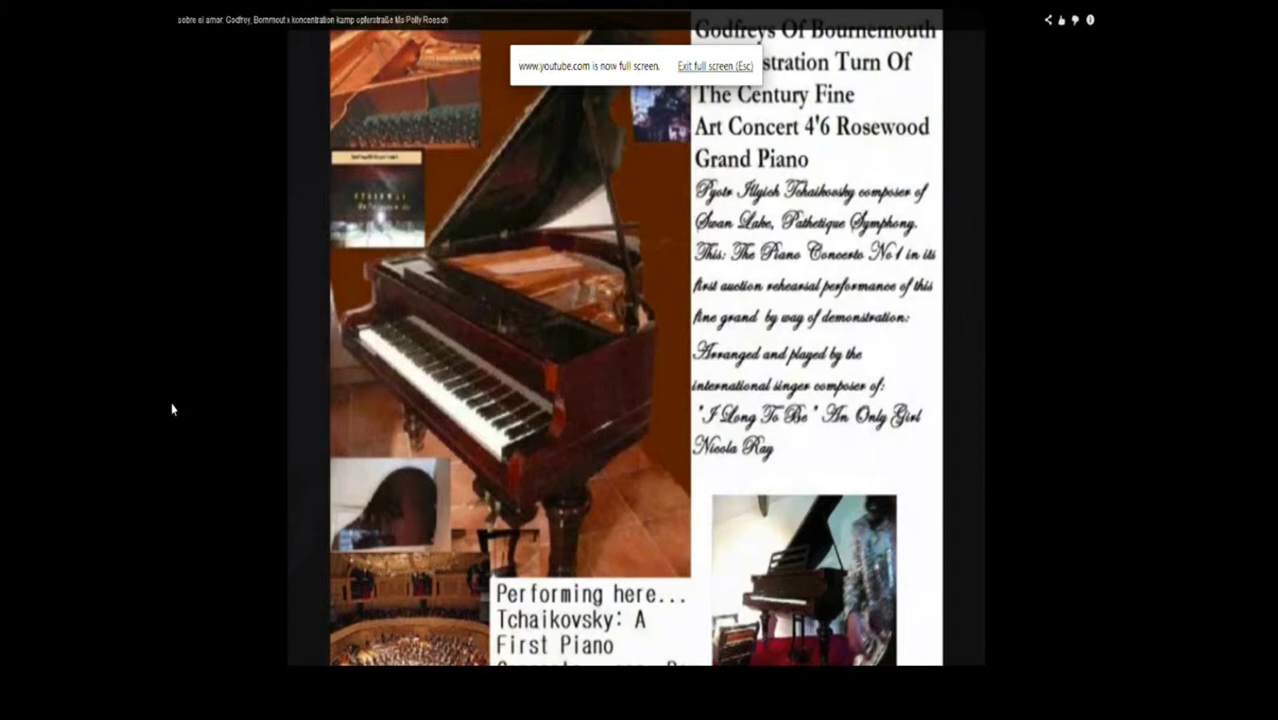 sobre el amor: Godfrey, Bornmout x koncentration kamp opferstraße Ms Polly Roesch
www.youtube.com is now full screen. Exit full screen (Esc)
Godfreys Of Bournemouth
stration Turn Of
The Century Fine
Art Concert 4'6 Rosewood
Grand Piano
Pyotr Illyich Tchaikovsky composer of
Swan Lake, Pathetique Symphony.
This: The Piano Concerto No1 in its
first auction rehearsal performance of this
fine grand by way of demonstration:
Arranged and played by the
international singer composer of:
"I Long To Be" An Only Girl
Nicola Ray
Performing here...
Tchaikovsky: A
First Piano